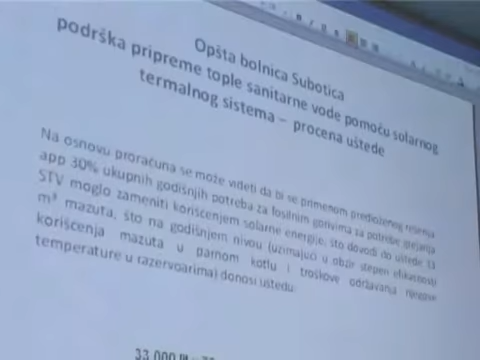 Opšta bolnica Subotica
podrška pripreme tople sanitarne vode pomoću solarnog
termalnog sistema – procena uštede
Na osnovu proračuna se može videti da bi se primenom predloženog rešenja
app 30% ukupnih godišnjih potreba za fosilnim gorivima za potrebe grejanja
STV moglo zameniti korišćenjem solarne energije, što dovodi do uštede
m³ mazuta, što na godišnjem nivou (uzimajući u obzir stepen efikasnosti
korišćenja mazuta u parnom kotlu i troškove održavanja
temperature u razervoarima) donosi uštedu:
33.000